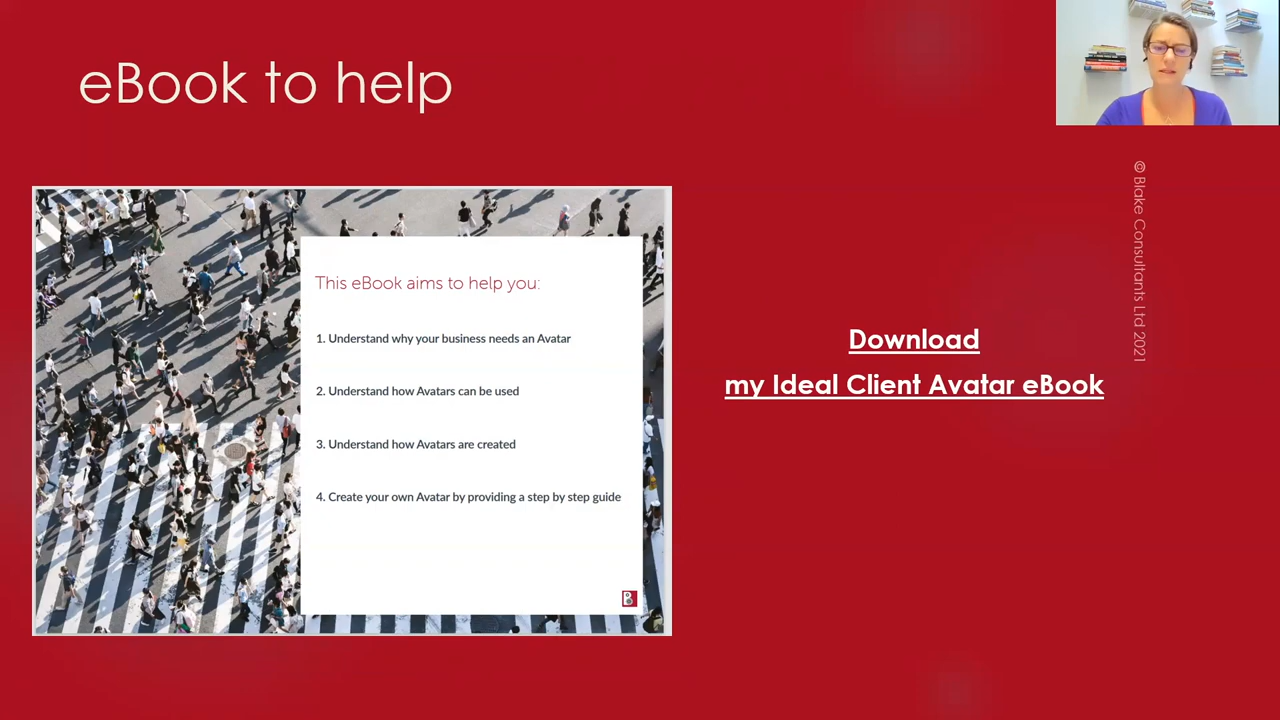 eBook to help
This eBook aims to help you:
1. Understand why your business needs an Avatar
2. Understand how Avatars can be used
3. Understand how Avatars are created
4. Create your own Avatar by providing a step by step guide
B
Download
my Ideal Client Avatar eBook
© Blake Consultants Ltd 2021